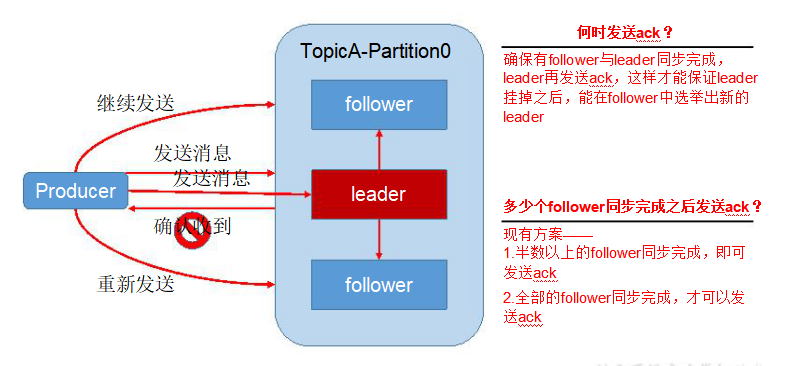 TopicA-Partition0
follower
继续发送
发送消息
发送消息
Producer
leader
确认收到
重新发送
follower
何时发送ack？
确保有follower与leader同步完成，
leader再发送ack，这样才能保证leader
挂掉之后，能在follower中选举出新的
leader
多少个follower同步完成之后发送ack？
现有方案——
1.半数以上的follower同步完成，即可
发送ack
2.全部的follower同步完成，才可以发
送ack